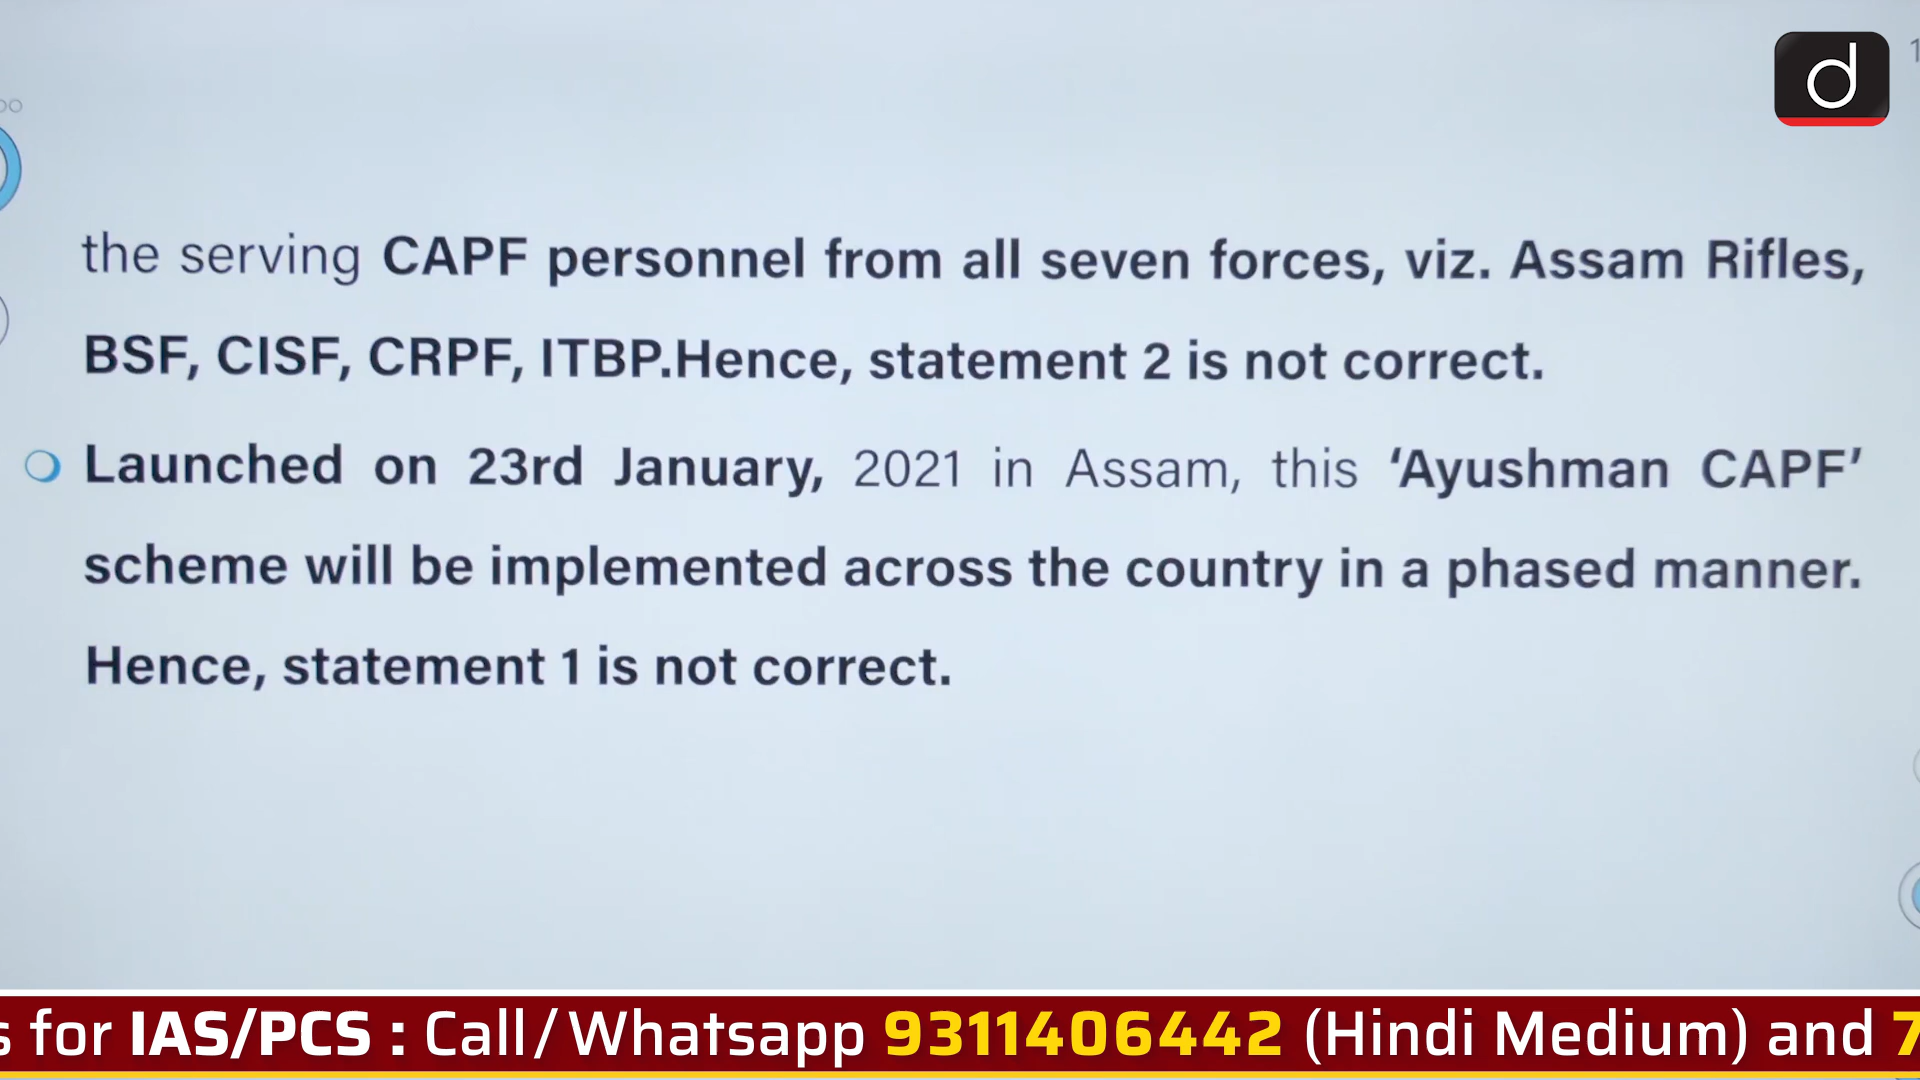 d
the serving CAPF personnel from all seven forces, viz. Assam Rifles,
BSF, CISF, CRPF, ITBP.Hence, statement 2 is not correct.
Launched on 23rd January, 2021 in Assam, this ‘Ayushman CAPF’
scheme will be implemented across the country in a phased manner.
Hence, statement 1 is not correct.
s for IAS/PCS : Call/Whatsapp 9311406442 (Hindi Medium) and 7